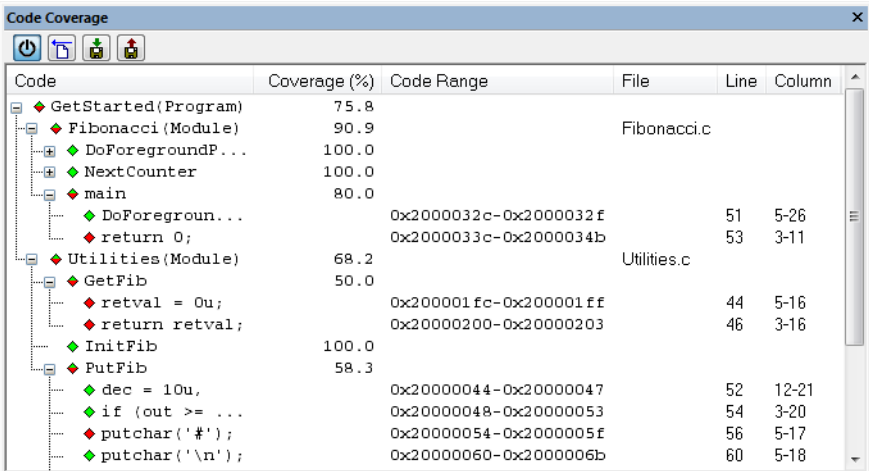 Code Coverage
Code Coverage (%) Code Range File Line Column
GetStarted(Program) 75.8
Fibonacci(Module) 90.9 Fibonacci.c
DoForegroundP... 100.0
NextCounter 100.0
main 80.0
DoForegroun... 0x2000032c-0x2000032f 51 5-26
return 0; 0x2000033c-0x2000034b 53 3-11
Utilities(Module) 68.2 Utilities.c
GetFib 50.0
retval = 0u; 0x200001fc-0x200001ff 44 5-16
return retval; 0x20000200-0x20000203 46 3-16
InitFib 100.0
PutFib 58.3
dec = 10u, 0x20000044-0x20000047 52 12-21
if (out >= ... 0x20000048-0x20000053 54 3-20
putchar('#'); 0x20000054-0x2000005f 56 5-17
putchar('\n'); 0x20000060-0x2000006b 60 5-18